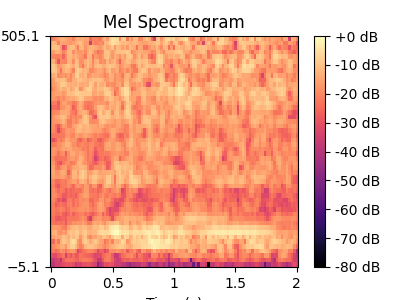 Mel Spectrogram
505.1
-5.1
0
0.5
1
1.5
2
+0 dB
-10 dB
-20 dB
-30 dB
-40 dB
-50 dB
-60 dB
-70 dB
-80 dB